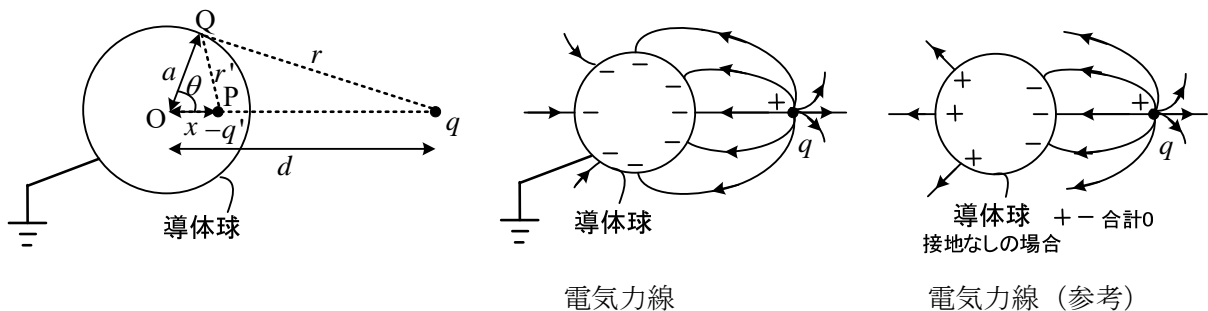 Q
a
r'
r
θ
P
O
x
−q'
q
d
導体球
− − − − − − − −
+
q
導体球
電気力線
+ + + + − − −
q
導体球 + − 合計0
接地なしの場合
電気力線（参考）